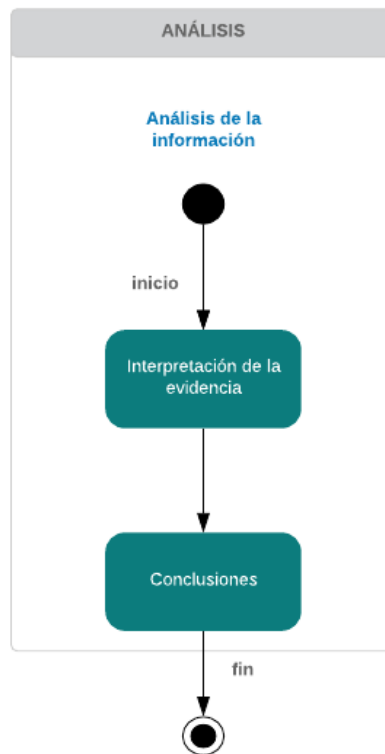 ANÁLISIS
Análisis de la
información
inicio
Interpretación de la
evidencia
Conclusiones
fin